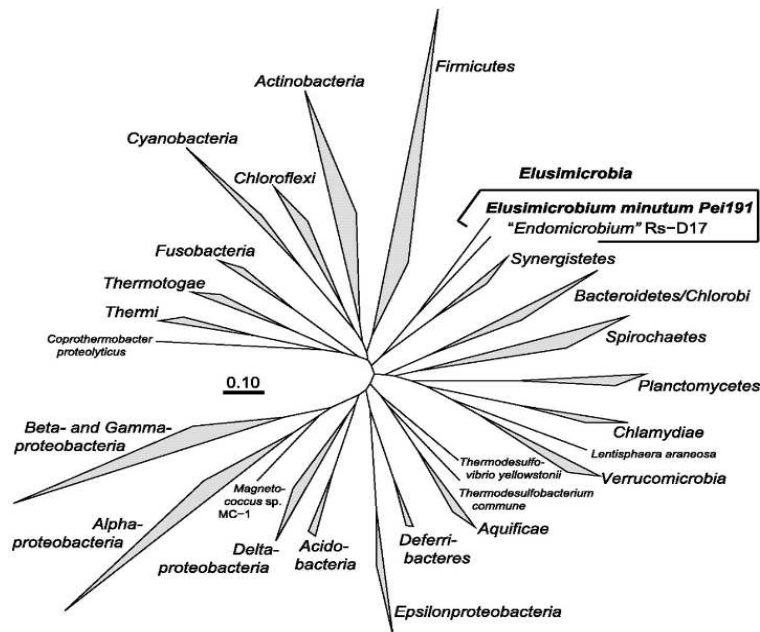 Firmicutes
Actinobacteria
Cyanobacteria
Chloroflexi
Elusimicrobia
Elusimicrobium minutum Pei191
"Endomicrobium" Rs-D17
Fusobacteria
Synergistetes
Thermotogae
Bacteroidetes/Chlorobi
Thermi
Spirochaetes
Coprothermobacter
proteolyticus
0.10
Planctomycetes
Beta- and Gamma-
proteobacteria
Chlamydiae
Lentisphaera araneosa
Thermodesulfo-
vibrio yellowstonii
Verrucomicrobia
Magneto-
coccus sp.
MC-1
Thermodesulfobacterium
commune
Alpha-
proteobacteria
Delta-
proteobacteria
Acido-
bacteria
Deferri-
bacteres
Aquificae
Epsilonproteobacteria